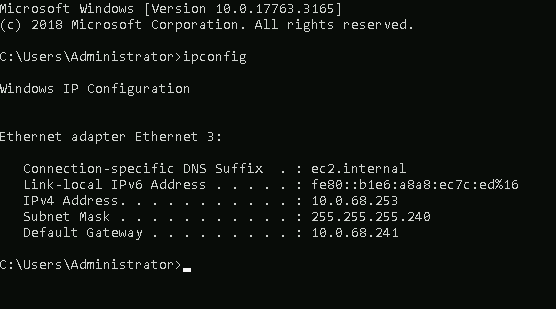 Microsoft Windows [Version 10.0.17763.3165]
(c) 2018 Microsoft Corporation. All rights reserved.
C:\Users\Administrator>ipconfig
Windows IP Configuration
Ethernet adapter Ethernet 3:
   Connection-specific DNS Suffix  . : ec2.internal
   Link-local IPv6 Address . . . . . : fe80::b1e6:a8a8:ec7c:ed%16
   IPv4 Address. . . . . . . . . . . : 10.0.68.253
   Subnet Mask . . . . . . . . . . . : 255.255.255.240
   Default Gateway . . . . . . . . . : 10.0.68.241
C:\Users\Administrator>